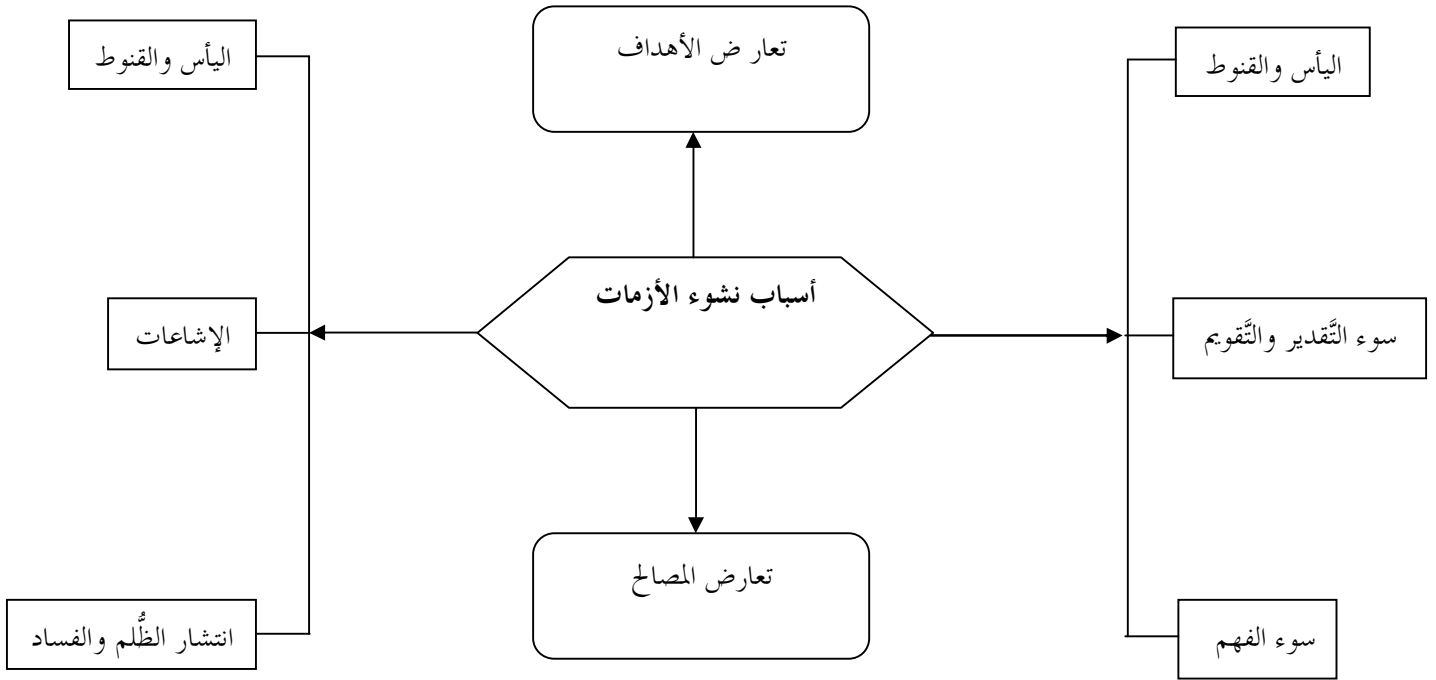 تعار ض الأهداف
اليأس والقنوط
اليأس والقنوط
أسباب نشوء الأزمات
سوء التَّقدير والتَّقويم
الإشاعات
تعارض المصالح
سوء الفهم
انتشار الظُّلم والفساد